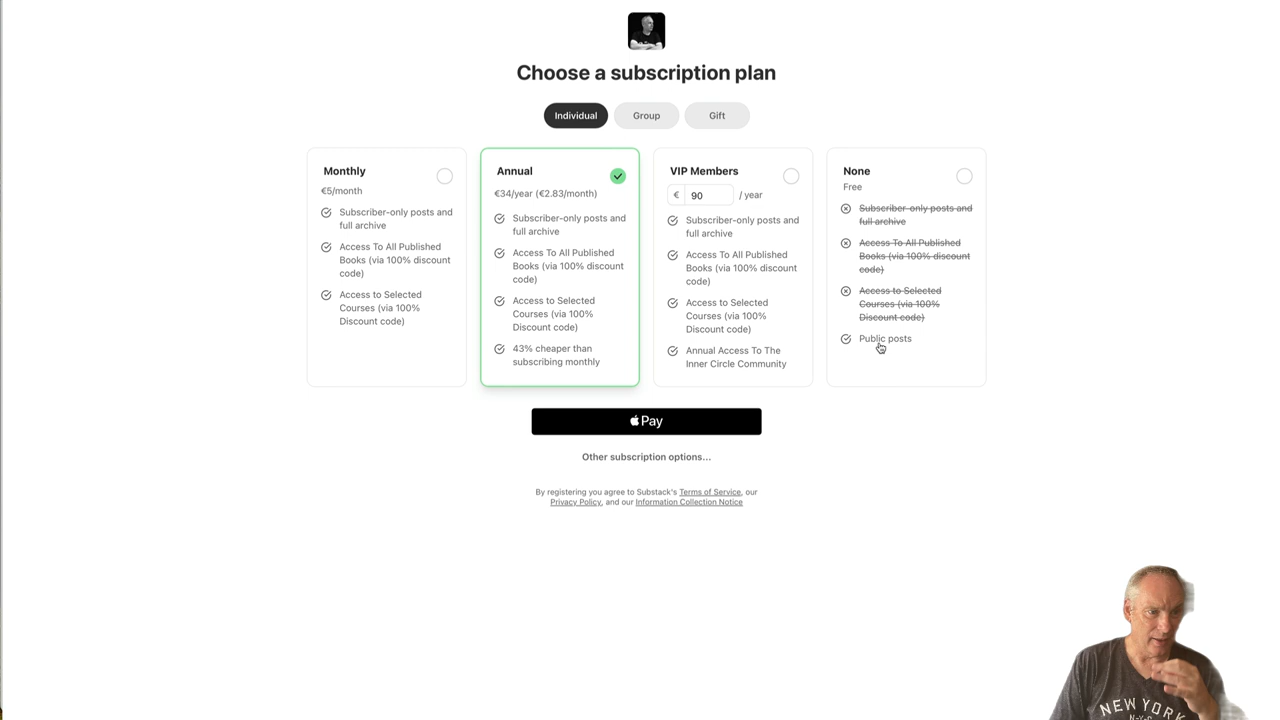 Choose a subscription plan
Individual
Group
Gift
Monthly
€5/month
Subscriber-only posts and
full archive
Access To All Published
Books (via 100% discount
code)
Access to Selected
Courses (via 100%
Discount code)
Annual
€34/year (€2.83/month)
Subscriber-only posts and
full archive
Access To All Published
Books (via 100% discount
code)
Access to Selected
Courses (via 100%
Discount code)
43% cheaper than
subscribing monthly
VIP Members
€ 90 / year
Subscriber-only posts and
full archive
Access To All Published
Books (via 100% discount
code)
Access to Selected
Courses (via 100%
Discount code)
Annual Access To The
Inner Circle Community
None
Free
Subscriber-only posts and
full archive
Access To All Published
Books (via 100% discount
code)
Access to Selected
Courses (via 100%
Discount code)
Public posts
Pay
Other subscription options...
By registering you agree to Substack's Terms of Service, our
Privacy Policy, and our Information Collection Notice
NEW YORK
N-Y-C